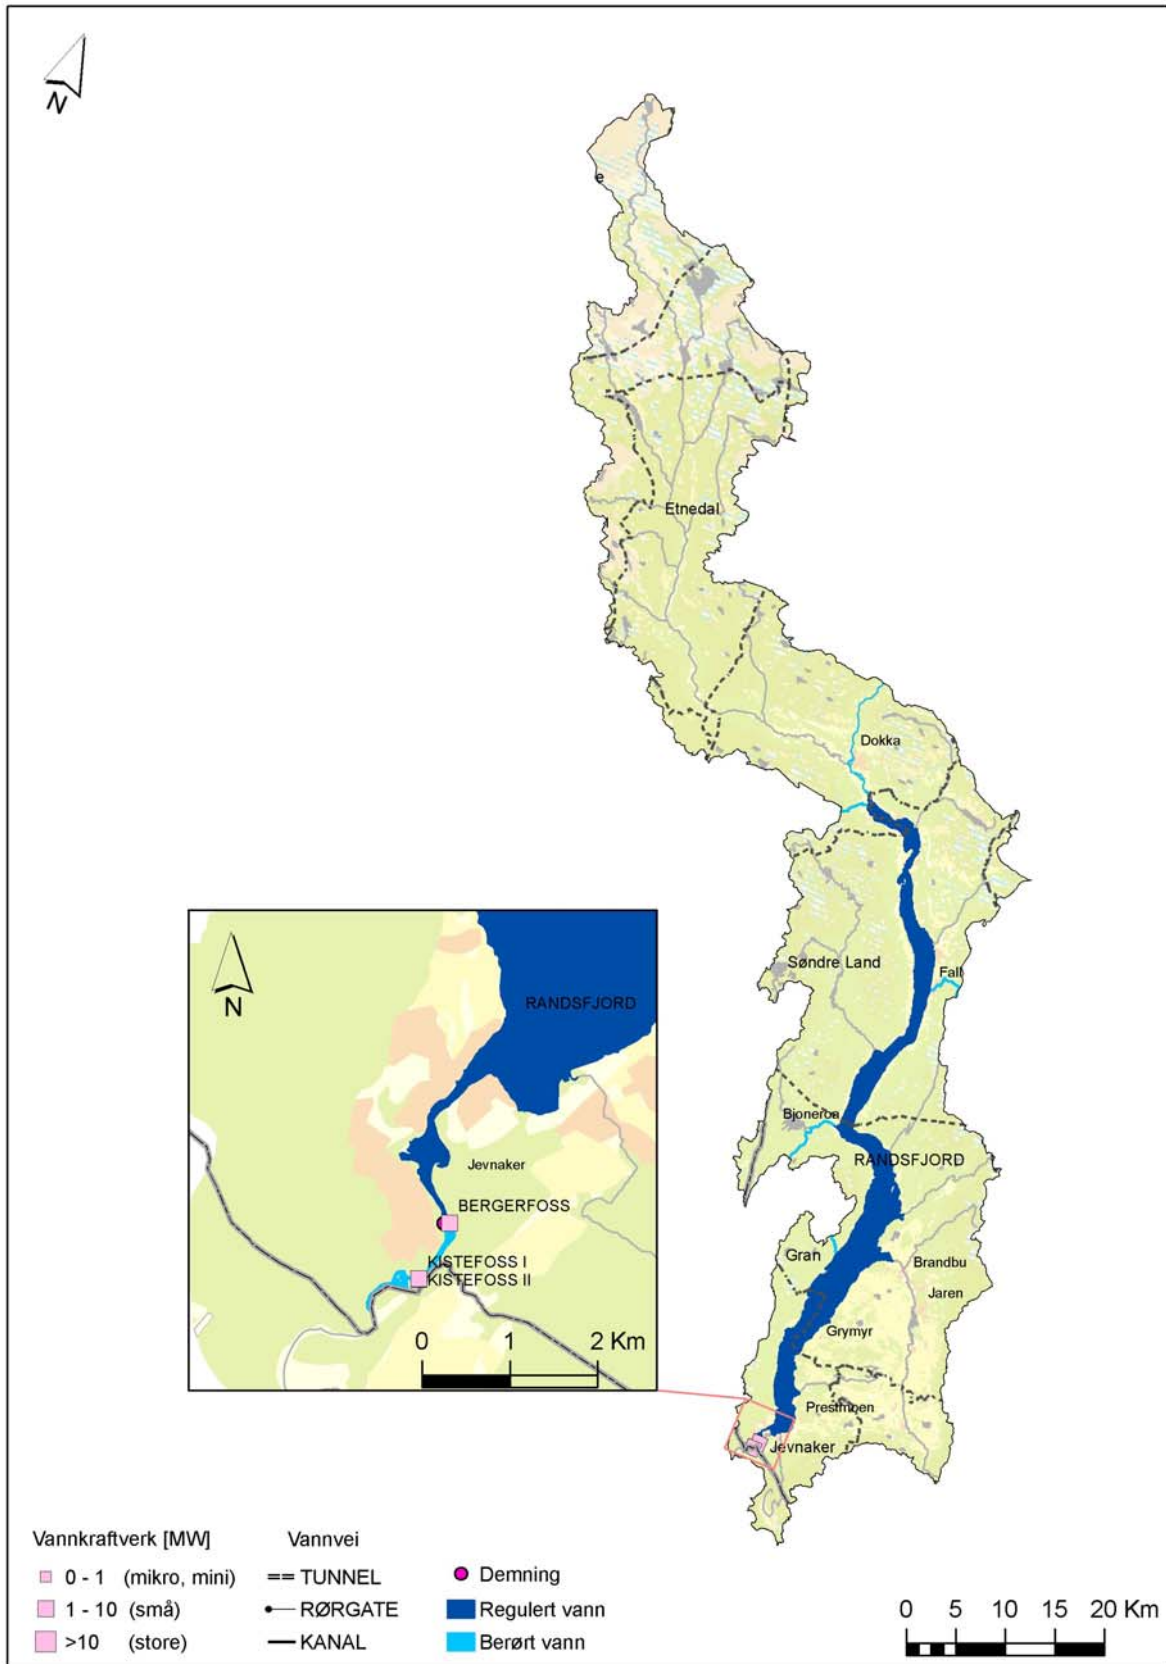 N
e
Etnedal
l
Dokka
Søndre Land
Fall
Bjoneroa
RANDSFJORD
Gran
Brandbu
Jaren
Grymyr
Prestmoen
Jevnaker
N
RANDSFJORD
Jevnaker
BERGERFOSS
KISTEFOSS I
KISTEFOSS II
0 1 2 Km
Vannkraftverk [MW]
0 - 1 (mikro, mini)
1 - 10 (små)
>10 (store)
Vannvei
TUNNEL
RØRGATE
KANAL
Demning
Regulert vann
Berørt vann
0 5 10 15 20 Km